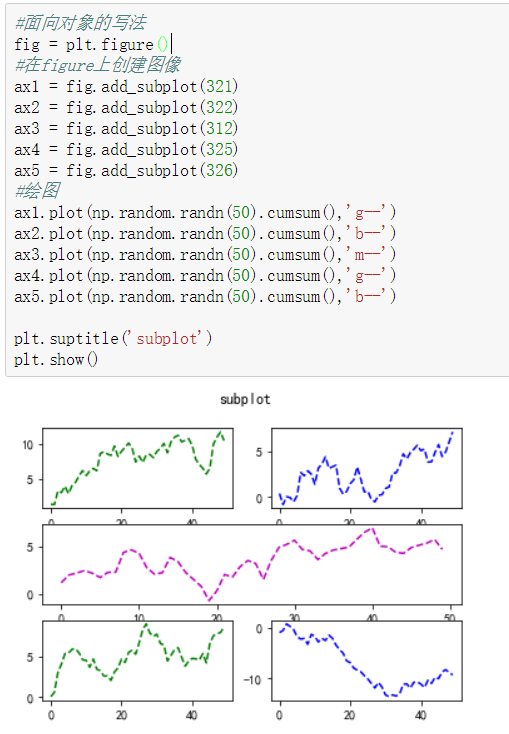 #面向对象的写法
fig = plt.figure()
#在figure上创建图像
ax1 = fig.add_subplot(321)
ax2 = fig.add_subplot(322)
ax3 = fig.add_subplot(312)
ax4 = fig.add_subplot(325)
ax5 = fig.add_subplot(326)
#绘图
ax1.plot(np.random.randn(50).cumsum(),'g--')
ax2.plot(np.random.randn(50).cumsum(),'b--')
ax3.plot(np.random.randn(50).cumsum(),'m--')
ax4.plot(np.random.randn(50).cumsum(),'g--')
ax5.plot(np.random.randn(50).cumsum(),'b--')
plt.suptitle('subplot')
plt.show()
subplot
10
5
0 20 40
5
0
0 20 40
5
0
0 10 20 30 40 50
5
0
0 20 40
0
-10
0 20 40